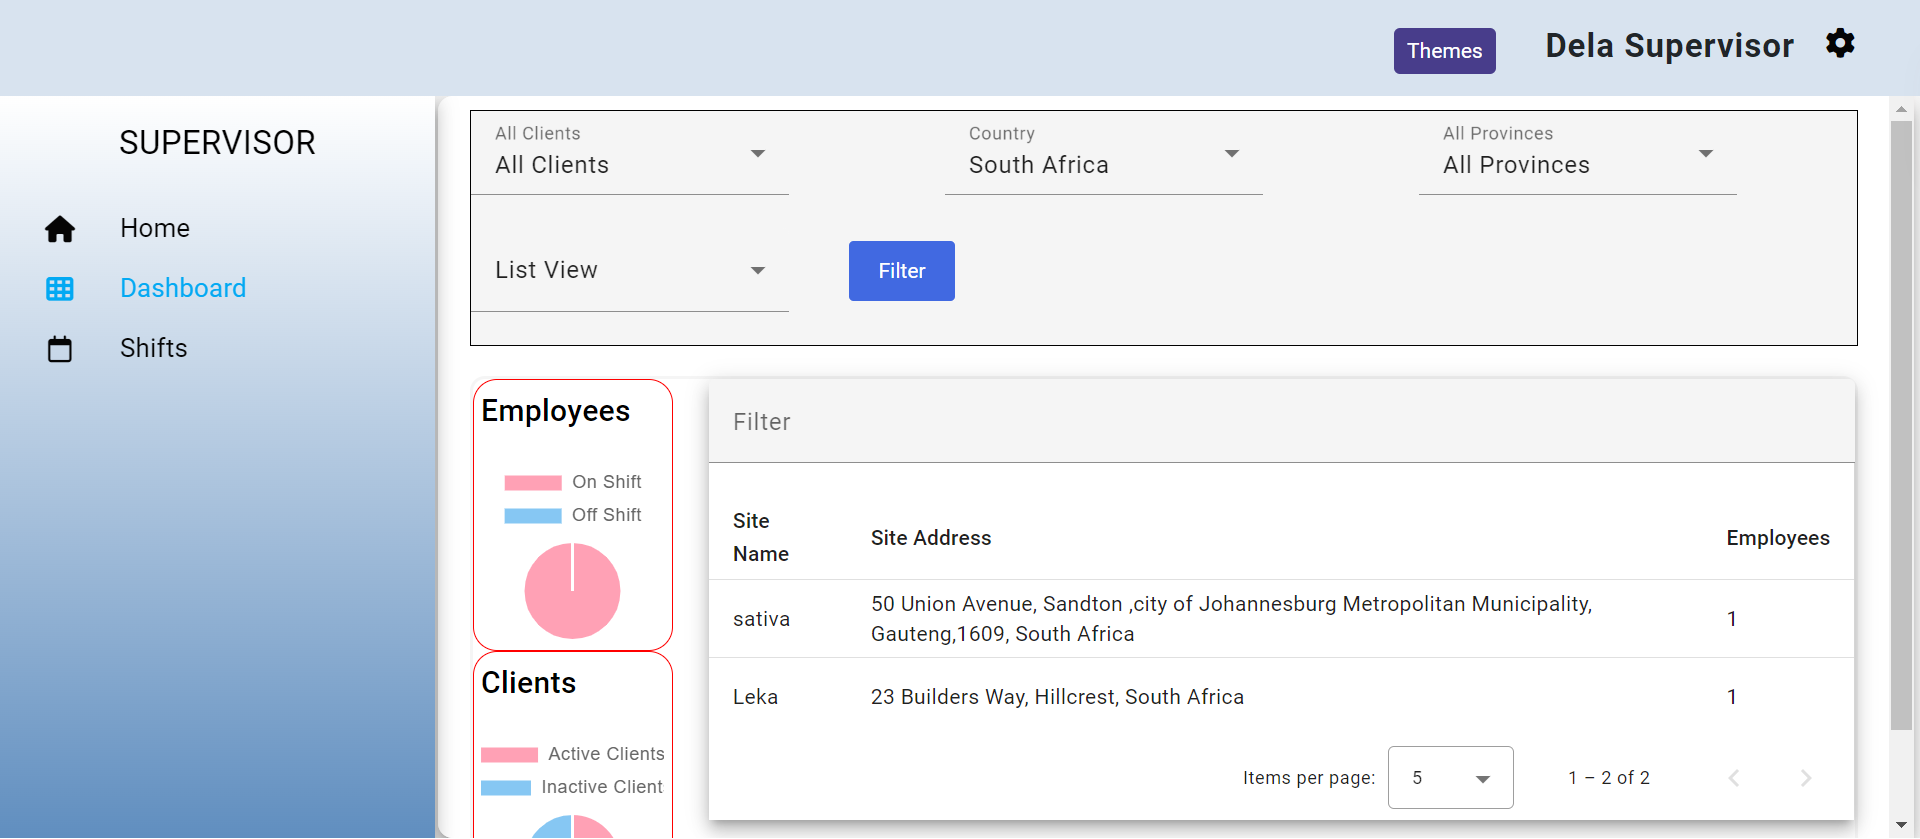 Themes
Dela Supervisor
SUPERVISOR
Home
Dashboard
Shifts
All Clients
All Clients
Country
South Africa
All Provinces
All Provinces
List View
Filter
Employees
On Shift
Off Shift
Clients
Active Clients
Inactive Client
Filter
Site
Name
Site Address
Employees
sativa
50 Union Avenue, Sandton ,city of Johannesburg Metropolitan Municipality,
Gauteng,1609, South Africa
1
Leka
23 Builders Way, Hillcrest, South Africa
1
Items per page:
5
1 – 2 of 2